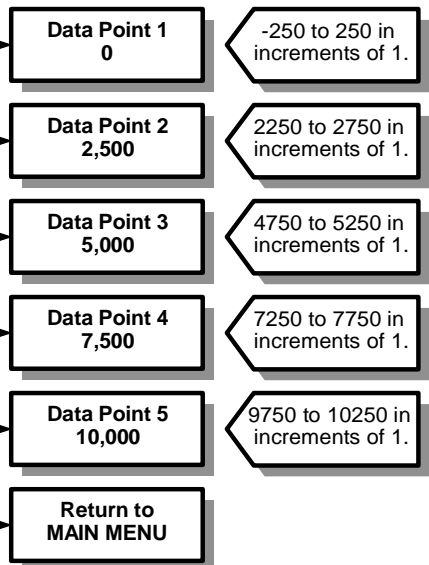 Data Point 1
0
-250 to 250 in
increments of 1.
Data Point 2
2,500
2250 to 2750 in
increments of 1.
Data Point 3
5,000
4750 to 5250 in
increments of 1.
Data Point 4
7,500
7250 to 7750 in
increments of 1.
Data Point 5
10,000
9750 to 10250 in
increments of 1.
Return to
MAIN MENU